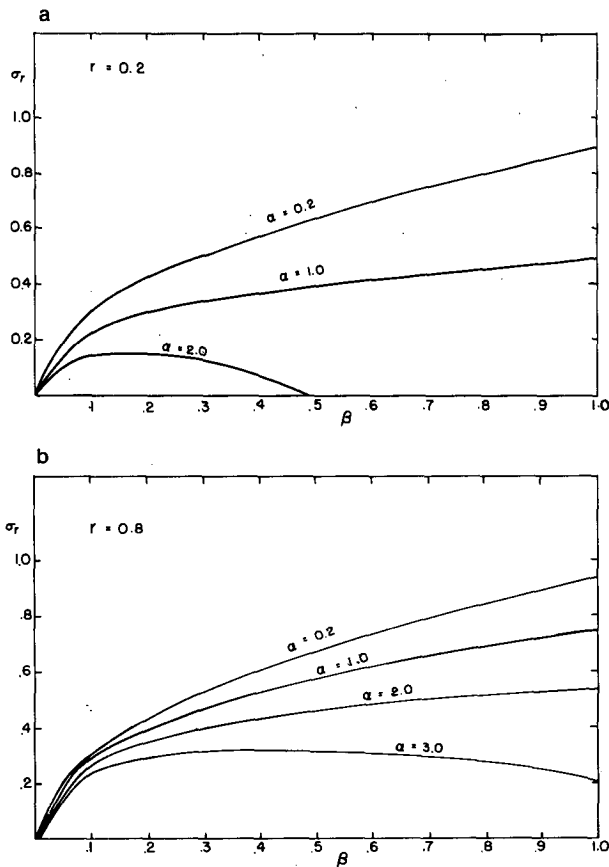 a
r = 0.2
σr
1.0
0.8
0.6
0.4
0.2
α = 0.2
α = 1.0
α = 2.0
.1 .2 .3 .4 .5 .6 .7 .8 .9 1.0
β
b
r = 0.8
σr
1.0
.8
.6
.4
.2
α = 0.2
α = 1.0
α = 2.0
α = 3.0
0 .1 .2 .3 .4 .5 .6 .7 .8 .9 1.0
β